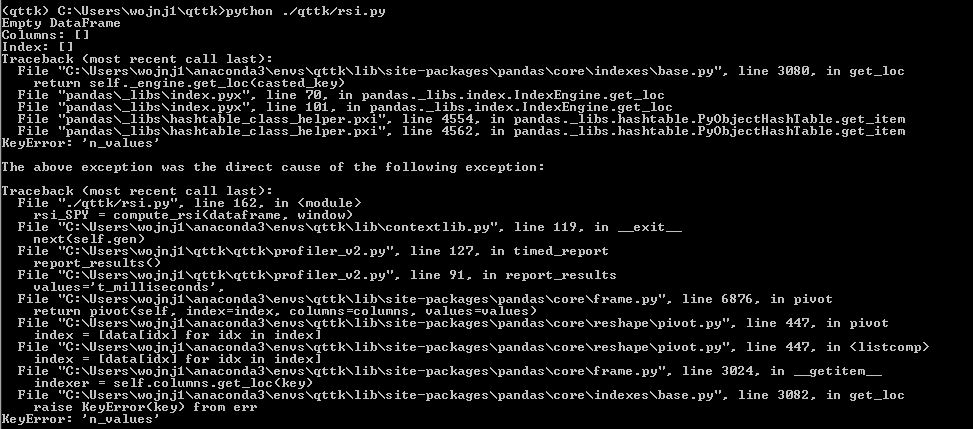 (qttk) C:\Users\wojnj1\qttk>python ./qttk/rsi.py
Empty DataFrame
Columns: []
Index: []
Traceback (most recent call last):
  File "C:\Users\wojnj1\anaconda3\envs\qttk\lib\site-packages\pandas\core\indexes\base.py", line 3080, in get_loc
    return self._engine.get_loc(casted_key)
  File "pandas\_libs\index.pyx", line 70, in pandas._libs.index.IndexEngine.get_loc
  File "pandas\_libs\index.pyx", line 101, in pandas._libs.index.IndexEngine.get_loc
  File "pandas\_libs\hashtable_class_helper.pxi", line 4554, in pandas._libs.hashtable.PyObjectHashTable.get_item
  File "pandas\_libs\hashtable_class_helper.pxi", line 4562, in pandas._libs.hashtable.PyObjectHashTable.get_item
KeyError: 'n_values'

The above exception was the direct cause of the following exception:

Traceback (most recent call last):
  File "./qttk/rsi.py", line 162, in <module>
    rsi_SPY = compute_rsi(dataframe, window)
  File "C:\Users\wojnj1\anaconda3\envs\qttk\lib\contextlib.py", line 119, in __exit__
    next(self.gen)
  File "C:\Users\wojnj1\qttk\qttk\profiler_v2.py", line 127, in timed_report
    report_results()
  File "C:\Users\wojnj1\qttk\qttk\profiler_v2.py", line 91, in report_results
    values='t_milliseconds',
  File "C:\Users\wojnj1\anaconda3\envs\qttk\lib\site-packages\pandas\core\frame.py", line 6876, in pivot
    return pivot(self, index=index, columns=columns, values=values)
  File "C:\Users\wojnj1\anaconda3\envs\qttk\lib\site-packages\pandas\core\reshape\pivot.py", line 447, in pivot
    index = [data[idx] for idx in index]
  File "C:\Users\wojnj1\anaconda3\envs\qttk\lib\site-packages\pandas\core\reshape\pivot.py", line 447, in <listcomp>
    index = [data[idx] for idx in index]
  File "C:\Users\wojnj1\anaconda3\envs\qttk\lib\site-packages\pandas\core\frame.py", line 3024, in __getitem__
    indexer = self.columns.get_loc(key)
  File "C:\Users\wojnj1\anaconda3\envs\qttk\lib\site-packages\pandas\core\indexes\base.py", line 3082, in get_loc
    raise KeyError(key) from err
KeyError: 'n_values'